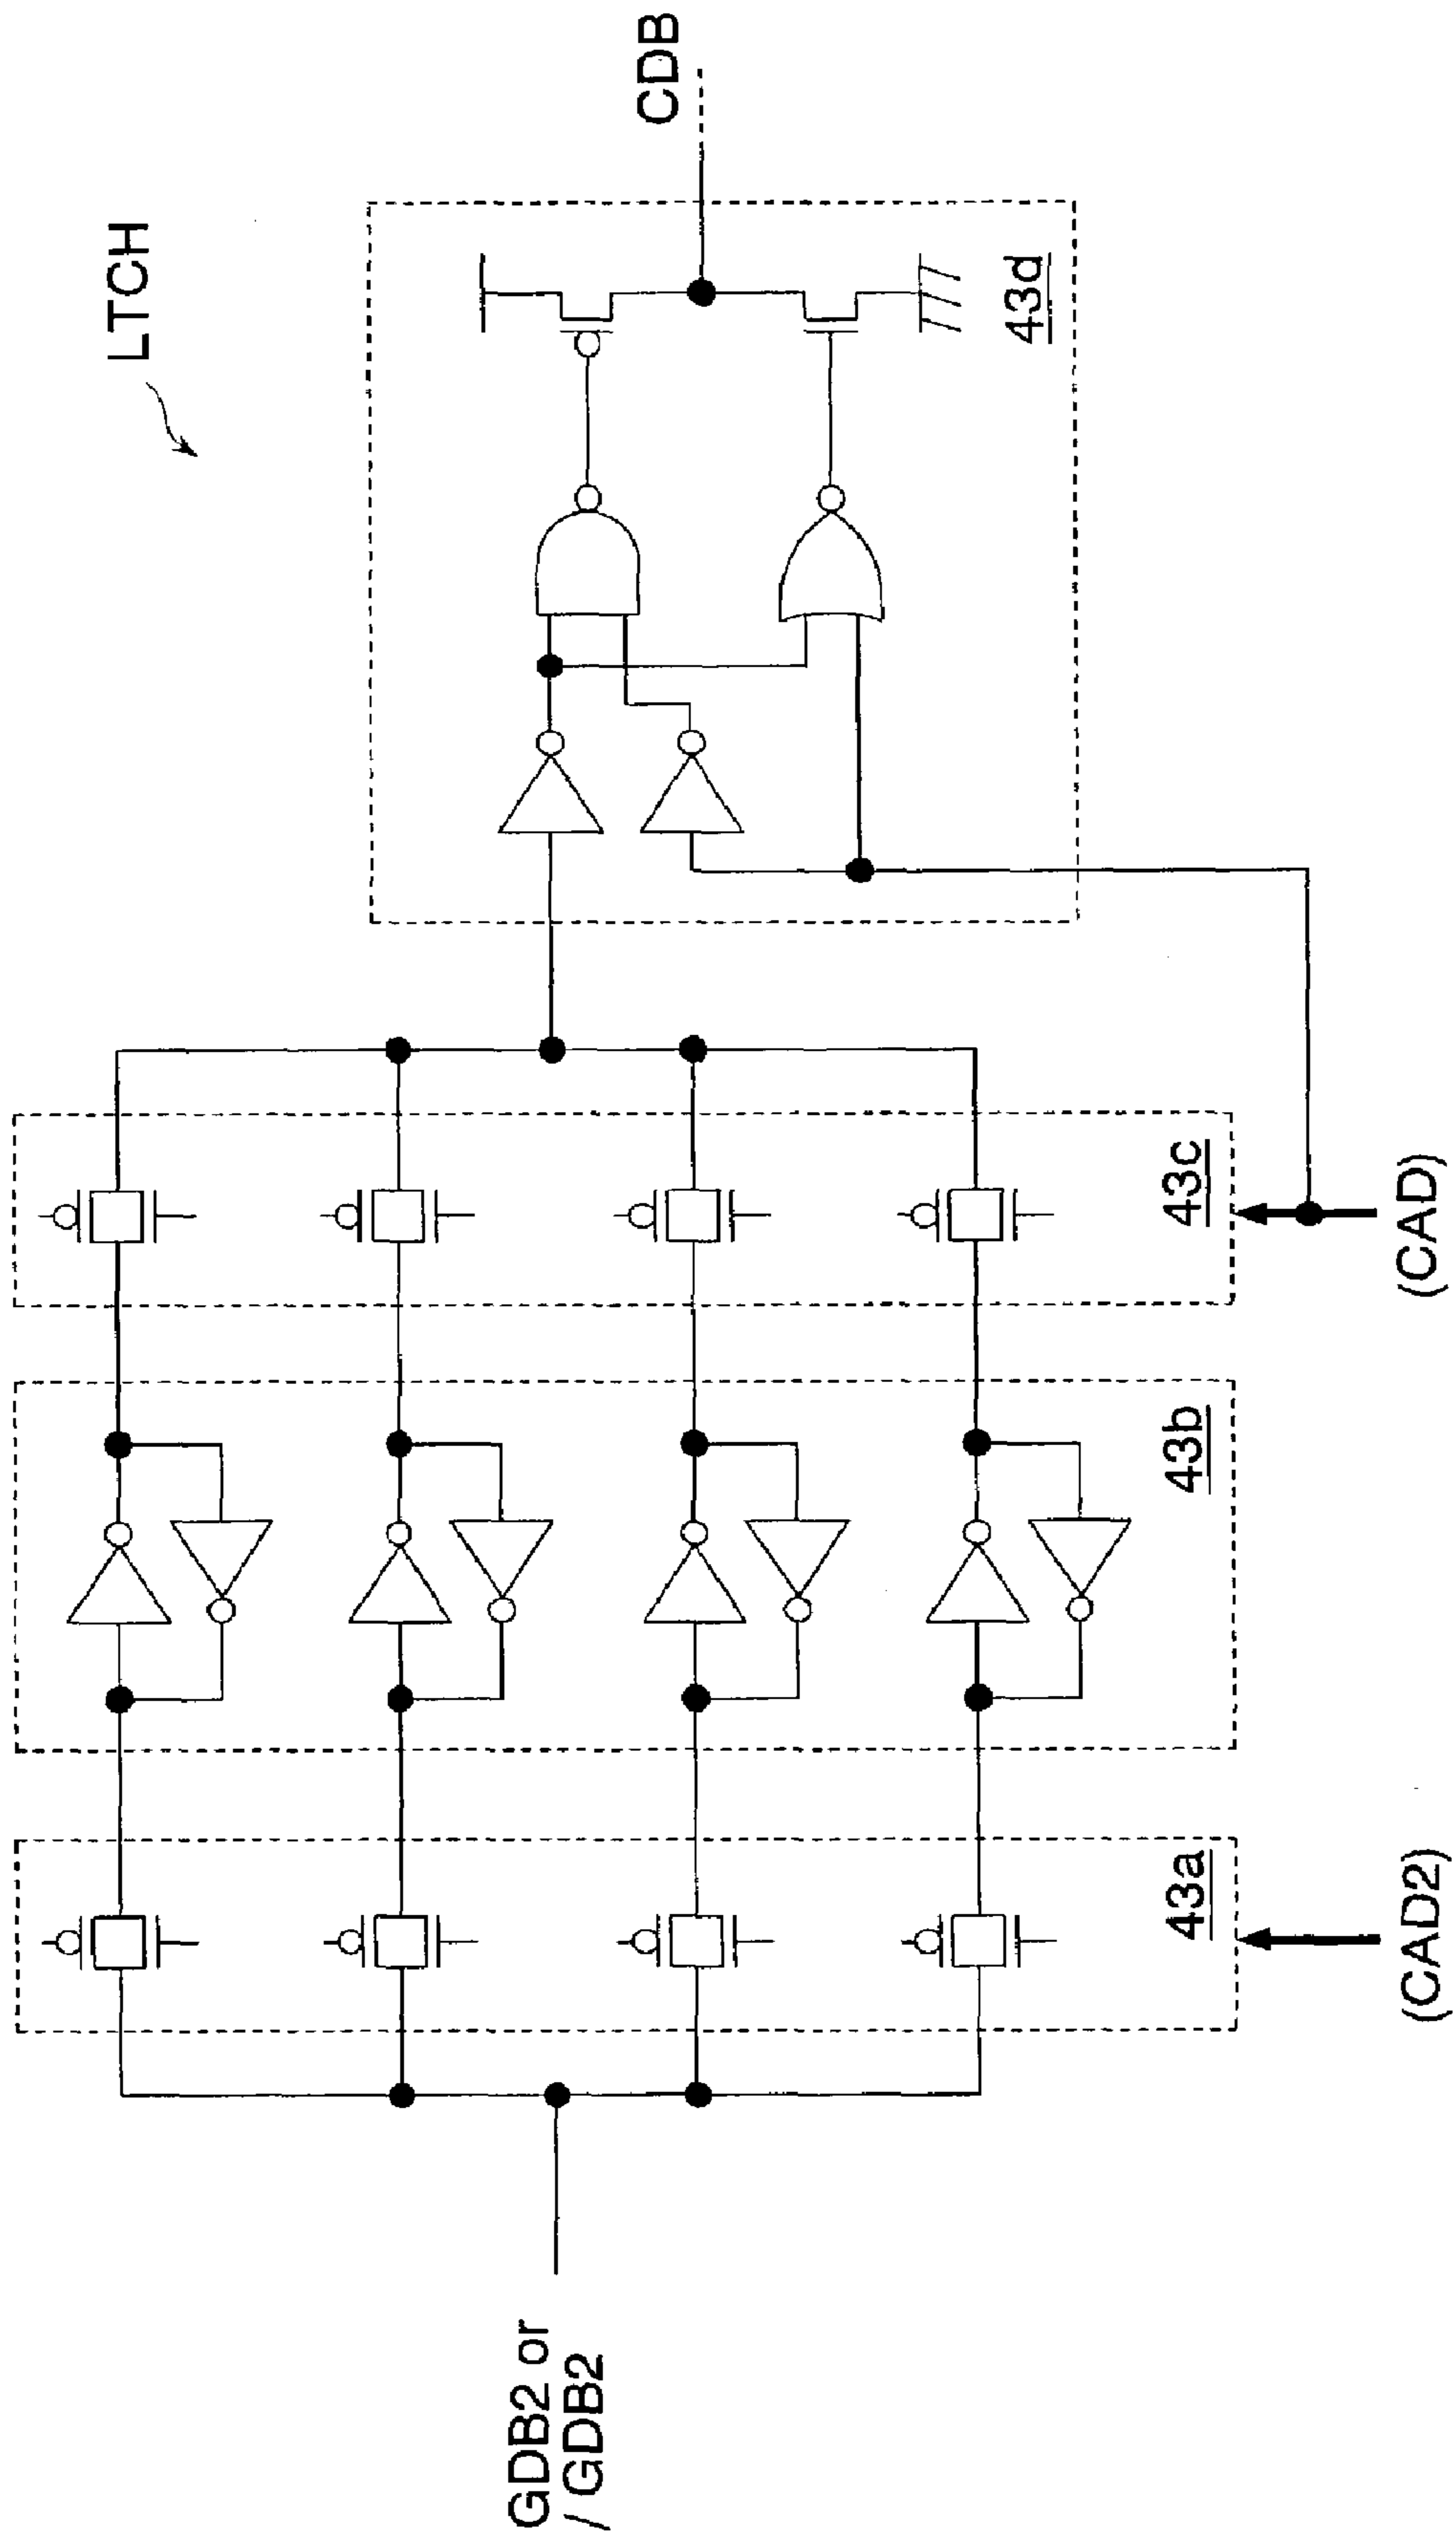 LTCH
CDB
43d
43c
(CAD)
43b
43a
(CAD2)
GDB2 or
/ GDB2